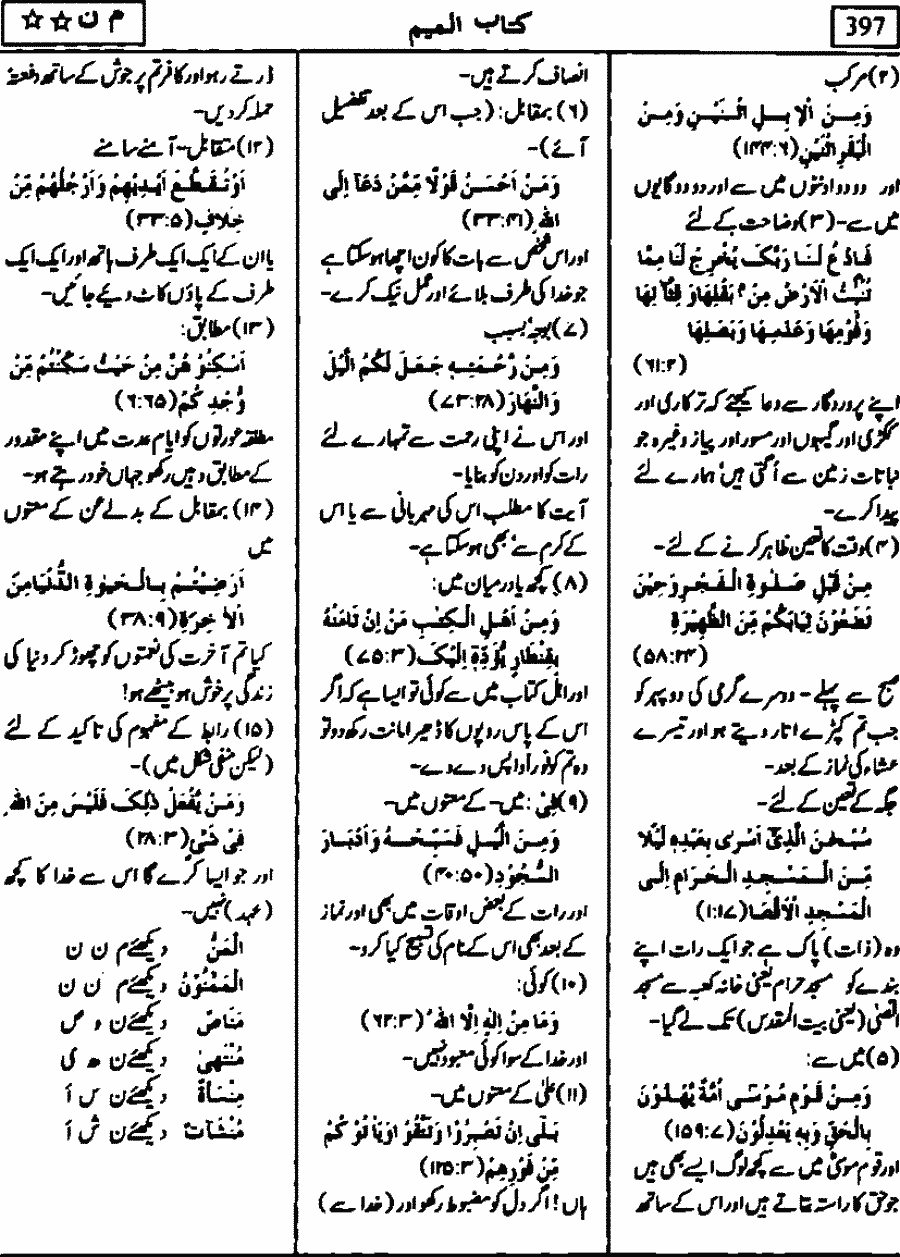 397
كتاب الميم
م ن ☆☆
(۲) مركب
وَمِنَ الْاِبِلِ اثْنَيْنِ وَمِنَ
الْبَقَرِ اثْنَيْنِ (۱۴۴:۶)
اور دو دو اونٹوں میں سے اور دو دو گایوں
میں سے- (۳) وضاحت کے لئے
فَادْعُ لَنَا رَبَّکَ یُخْرِجْ لَنَا مِمَّا
تُنْۢبِتُ الْاَرْضُ مِنْۢ بَقْلِهَا وَ قِثَّآئِهَا
وَفُوْمِهَا وَعَدَسِهَا وَبَصَلِهَا
(۶۱:۲)
اپنے پروردگار سے دعا کیجئے کہ ترکاری اور
ککڑی اور گیہوں اور مسور اور پیاز وغیرہ جو
نباتات زمین سے اُگتی ہیں' ہمارے لئے
پیدا کرے-
(۴) وقت کا تعین ظاہر کرنے کے لئے-
مِنْ قَبْلِ صَلٰوةِ الْفَجْرِ وَحِیْنَ
تَضَعُوْنَ ثِیَابَکُمْ مِّنَ الظَّهِیْرَةِ
(۵۸:۲۴)
صبح سے پہلے- دوسرے گرمی کی دوپہر کو
جب تم کپڑے اتار دیتے ہو اور تیسرے
عشاء کی نماز کے بعد-
جگہ کے تعین کے لئے-
سُبْحٰنَ الَّذِیْۤ اَسْرٰی بِعَبْدِهٖ لَیْلًا
مِّنَ الْمَسْجِدِ الْحَرَامِ اِلَی
الْمَسْجِدِ الْاَقْصَا (۱:۱۷)
وہ (ذات) پاک ہے جو ایک رات اپنے
بندے کو مسجد حرام یعنی خانہ کعبہ سے مسجد
اقصیٰ (یعنی بیت المقدس) تک لے گیا-
(۵) میں سے:
وَمِنْ قَوْمِ مُوْسٰی اُمَّةٌ یَّهْدُوْنَ
بِالْحَقِّ وَبِهٖ یَعْدِلُوْنَ (۱۵۹:۷)
اور قوم موسیٰ میں سے کچھ لوگ ایسے بھی ہیں
جو حق کا راستہ بتاتے ہیں اور اس کے ساتھ
انصاف کرتے ہیں-
(۶) بمقابل: (جب اس کے بعد تفضیل
آئے)-
وَمَنْ اَحْسَنُ قَوْلًا مِّمَّنْ دَعَآ اِلَی
اللّٰهِ (۳۳:۴۱)
اور اس شخص سے بات کا کون اچھا ہو سکتا ہے
جو خدا کی طرف بلائے اور عمل نیک کرے-
(۷) بوجہ بسبب
وَمِنْ رَّحْمَتِهٖ جَعَلَ لَکُمُ الَّیْلَ
وَالنَّهَارَ (۷۳:۲۸)
اور اس نے اپنی رحمت سے تمہارے لئے
رات کو اور دن کو بنایا-
آیت کا مطلب اس کی مہربانی سے یا اس
کے کرم سے' بھی ہو سکتا ہے-
(۸) کچھ یا درمیان میں:
وَمِنْ اَهْلِ الْکِتٰبِ مَنْ اِنْ تَاْمَنْهُ
بِقِنْطَارٍ یُّؤَدِّهٖ اِلَیْکَ (۷۵:۳)
اور اہل کتاب میں سے کوئی تو ایسا ہے کہ اگر
اس کے پاس روپوں کا ڈھیر امانت رکھ دو تو
وہ تم کو فوراً واپس دے دے-
(۹) فِیْ: میں- کے معنوں میں-
وَمِنَ الَّیْلِ فَسَبِّحْهُ وَاَدْبَارَ
السُّجُوْدِ (۴۰:۵۰)
اور رات کے بعض اوقات میں بھی اور نماز
کے بعد بھی اس کے نام کی تسبیح کیا کرو-
(۱۰) کوئی:
وَمَا مِنْ اِلٰهٍ اِلَّا اللّٰهُ (۶۲:۳)
اور خدا کے سوا کوئی معبود نہیں-
(۱۱) علیٰ کے معنوں میں-
بَلٰۤی اِنْ تَصْبِرُوْا وَتَتَّقُوْا وَیَاْتُوْکُمْ
مِّنْ فَوْرِهِمْ (۱۲۵:۳)
ہاں! اگر دل کو مضبوط رکھو اور (خدا سے)
ڈرتے رہو اور کافر تم پر جوش کے ساتھ دفعتہً
حملہ کر دیں-
(۱۲) متقابل- آمنے سامنے
اَوْ تُقَطَّعَ اَیْدِیْهِمْ وَاَرْجُلُهُمْ مِّنْ
خِلَافٍ (۳۳:۵)
یا ان کے ایک ایک طرف ہاتھ اور ایک ایک
طرف کے پاؤں کاٹ دیئے جائیں-
(۱۳) مطابق:
اَسْکِنُوْهُنَّ مِنْ حَیْثُ سَکَنْتُمْ مِّنْ
وُّجْدِکُمْ (۶:۶۵)
مطلقہ عورتوں کو ایام عدت میں اپنے مقدور
کے مطابق وہیں رکھو جہاں خود رہتے ہو-
(۱۴) بمقابل کے بدلے عن کے معنوں
میں
اَرَضِیْتُمْ بِالْحَیٰوةِ الدُّنْیَا مِنَ
الْاٰخِرَةِ (۳۸:۹)
کیا تم آخرت کی نعمتوں کو چھوڑ کر دنیا کی
زندگی پر خوش ہو بیٹھے ہو!
(۱۵) رابط کے مفہوم کی تاکید کے لئے
(لیکن منفی شکل میں)-
وَمَنْ یَّفْعَلْ ذٰلِکَ فَلَیْسَ مِنَ اللّٰهِ
فِیْ شَیْءٍ (۲۸:۳)
اور جو ایسا کرے گا اس سے خدا کا کچھ
(عہد) نہیں-
الْمَنُّ دیکھئے م ن ن
الْمَمْنُوْنُ دیکھئے م ن ن
مَنَاصٌ دیکھئے ن و ص
مُنْتَهٰی دیکھئے ن ھ ی
مِنْسَأَةٌ دیکھئے ن س أ
مُنْشَآتٌ دیکھئے ن ش أ